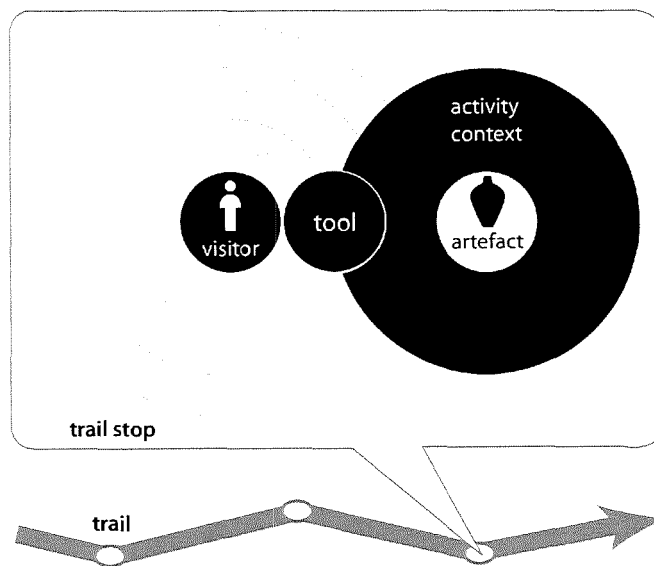 activity
context
visitor
tool
artefact
trail stop
trail